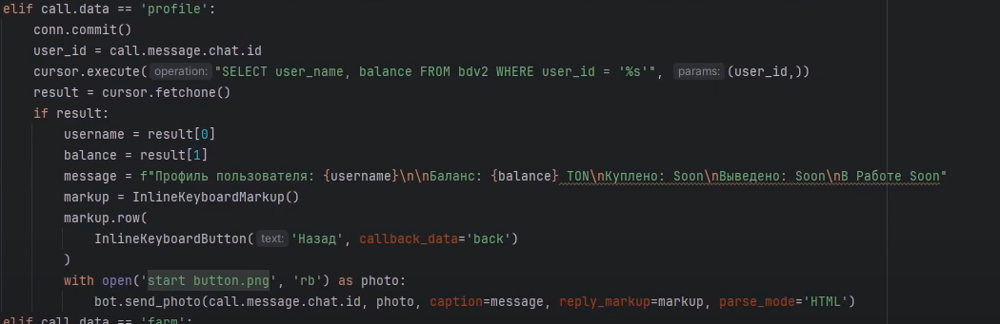 elif call.data == 'profile':
conn.commit()
user_id = call.message.chat.id
cursor.execute( operation: "SELECT user_name, balance FROM bdv2 WHERE user_id = '%s'", params: (user_id,))
result = cursor.fetchone()
if result:
username = result[0]
balance = result[1]
message = f"Профиль пользователя: {username}\n\nБаланс: {balance} TON\nКуплено: Soon\nВыведено: Soon\nВ Работе Soon"
markup = InlineKeyboardMarkup()
markup.row(
InlineKeyboardButton( text: 'Назад', callback_data='back')
)
with open('start button.png', 'rb') as photo:
bot.send_photo(call.message.chat.id, photo, caption=message, reply_markup=markup, parse_mode='HTML')
elif call.data == 'farm':